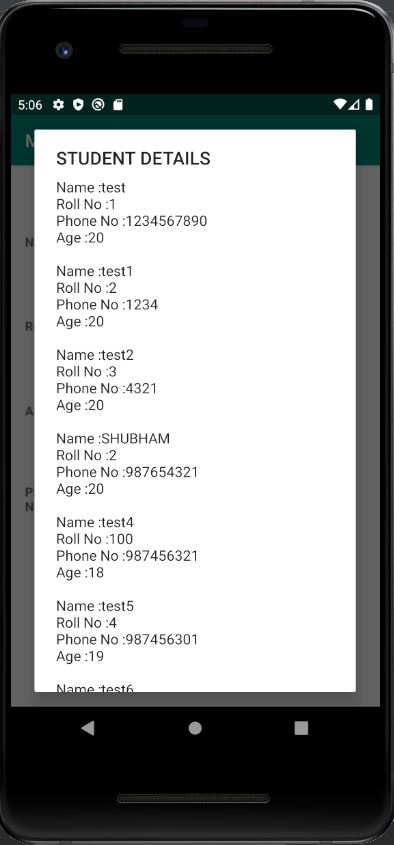 5:06
M
STUDENT DETAILS
Name :test
Roll No :1
Phone No :1234567890
Age :20
Name :test1
Roll No :2
Phone No :1234
Age :20
Name :test2
Roll No :3
Phone No :4321
Age :20
Name :SHUBHAM
Roll No :2
Phone No :987654321
Age :20
Name :test4
Roll No :100
Phone No :987456321
Age :18
Name :test5
Roll No :4
Phone No :987456301
Age :19
Name :test6